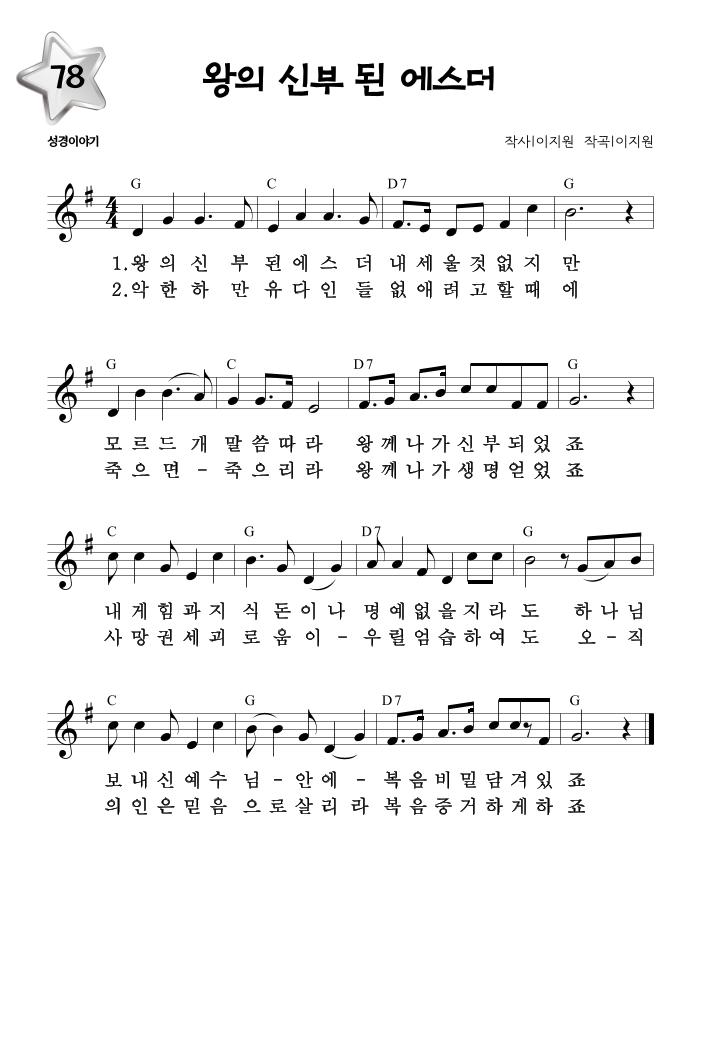 78
왕의 신부 된 에스더
성경이야기
작사|이지원 작곡|이지원
G C D7 G
4 4
1.왕 의 신 부 된 에 스 더 내 세 울 것 없 지 만
2.악 한 하 만 유 다 인 들 없 애 려 고 할 때 에
G C D7 G
모 르 드 개 말 씀 따 라 왕 께 나 가 신 부 되 었 죠
죽 으 면 - 죽 으 리 라 왕 께 나 가 생 명 얻 었 죠
C G D7 G
내 게 힘 과 지 식 돈 이 나 명 예 없 을 지 라 도 하 나 님
사 망 권 세 괴 로 움 이 - 우 릴 엄 습 하 여 도 오 - 직
C G D7 G
보 내 신 예 수 님 - 안 에 - 복 음 비 밀 담 겨 있 죠
의 인 은 믿 음 으 로 살 리 라 복 음 증 거 하 게 하 죠